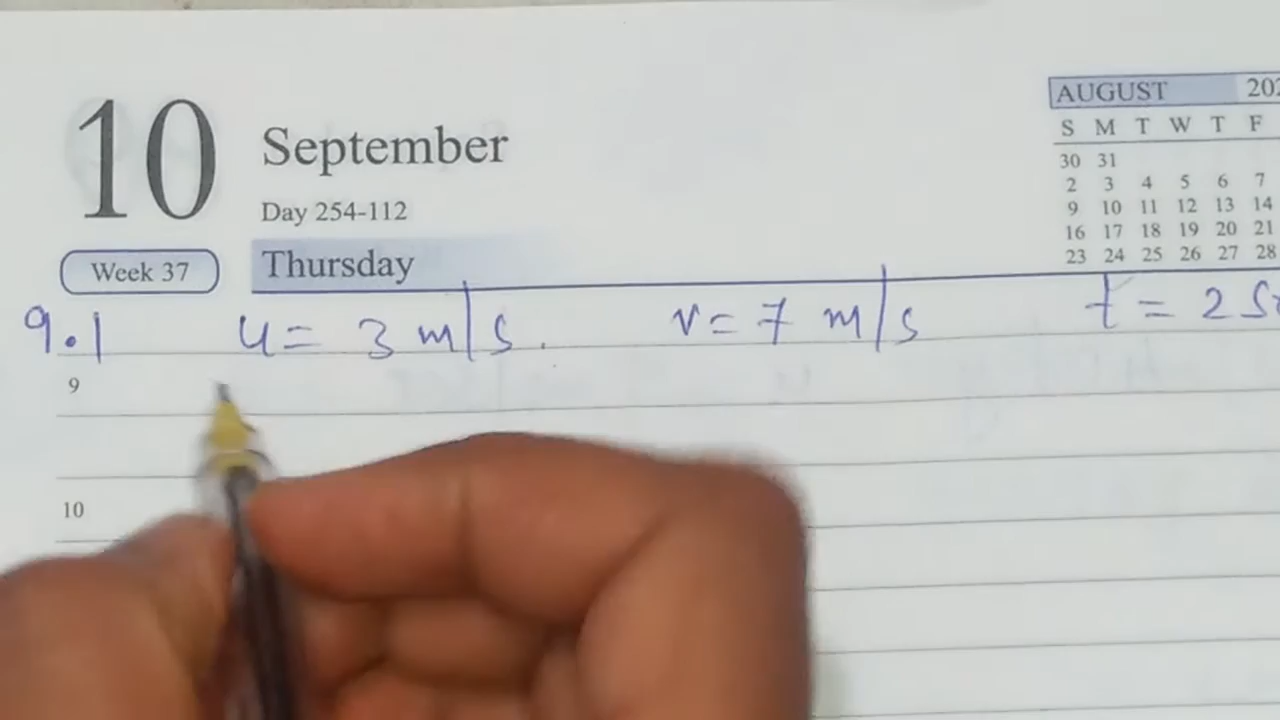 10
September
Day 254-112
Week 37
Thursday
AUGUST
S M T W T F
30 31
2 3 4 5 6 7
9 10 11 12 13 14
16 17 18 19 20 21
23 24 25 26 27 28
9.1 u= 3 m/s. v= 7 m/s t = 2
9
10